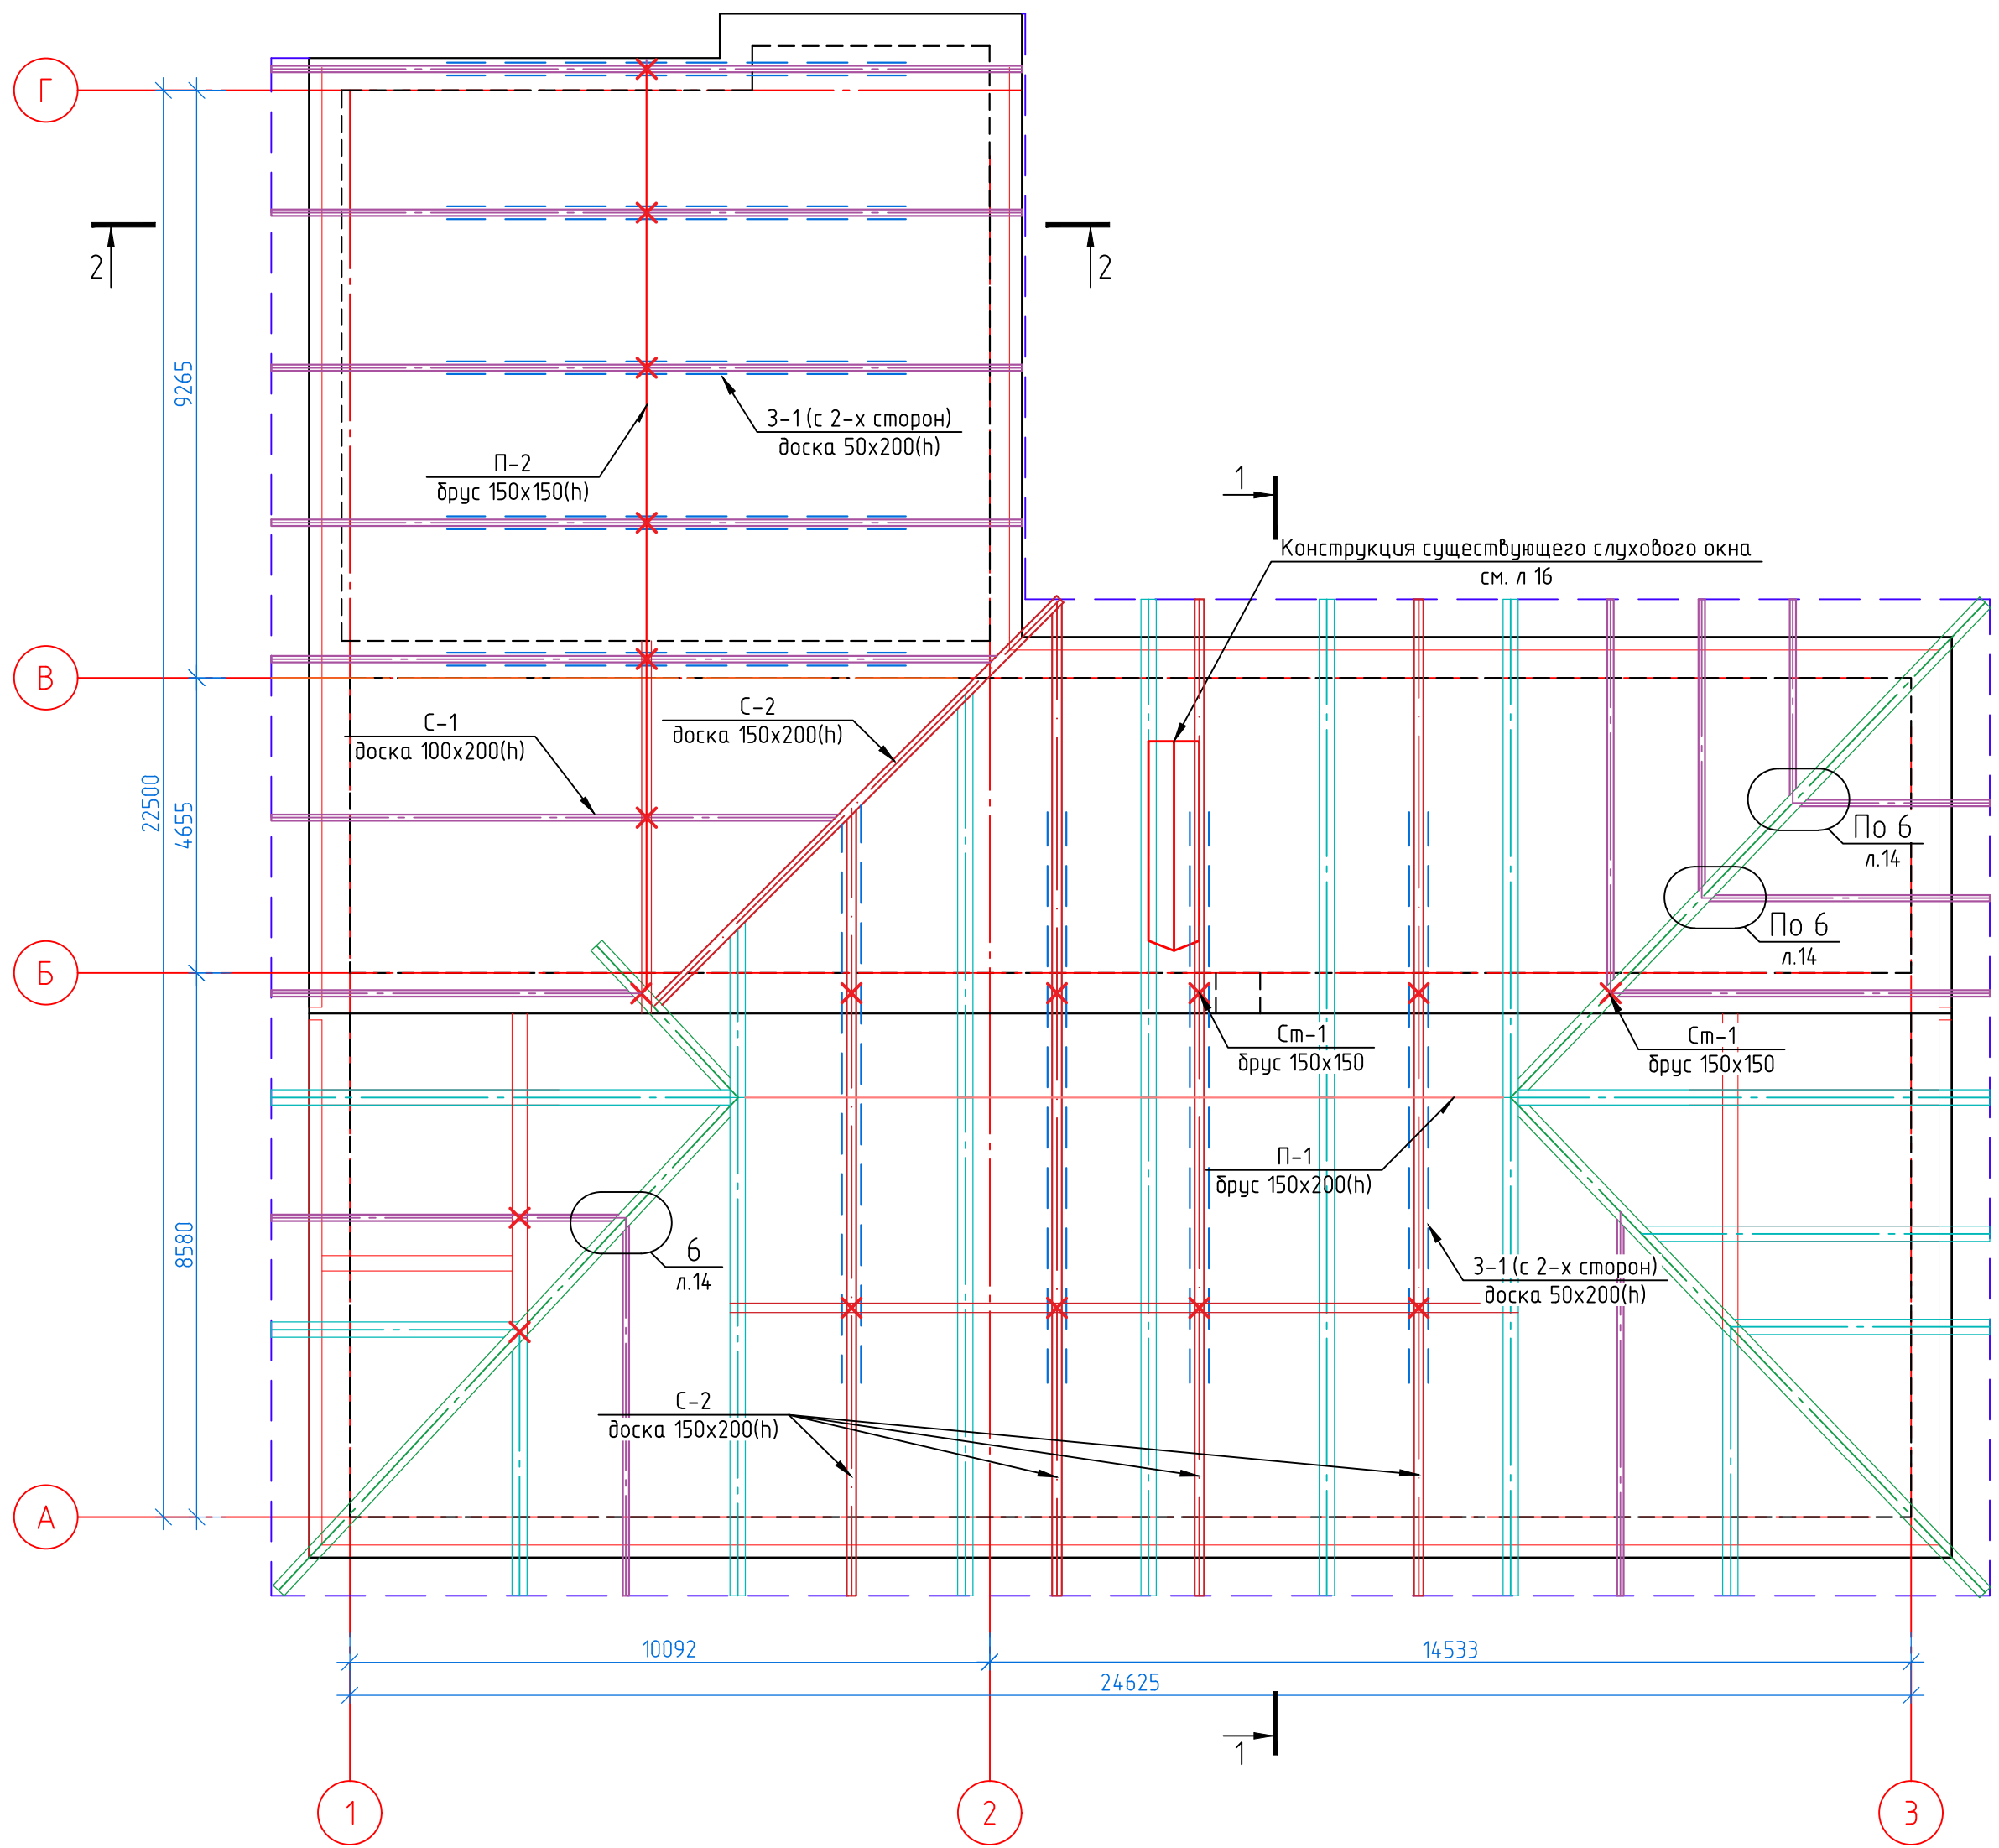 Г
2
2
9265
З-1 (с 2-х сторон)
доска 50х200(h)
П-2
брус 150х150(h)
1
Конструкция существующего слухового окна
см. л 16
В
С-1
доска 100х200(h)
С-2
доска 150х200(h)
22500
4655
По 6
л.14
По 6
л.14
Б
Ст-1
брус 150х150
Ст-1
брус 150х150
П-1
брус 150х200(h)
8580
6
л.14
З-1 (с 2-х сторон)
доска 50х200(h)
С-2
доска 150х200(h)
А
10092
14533
24625
1
1
2
3